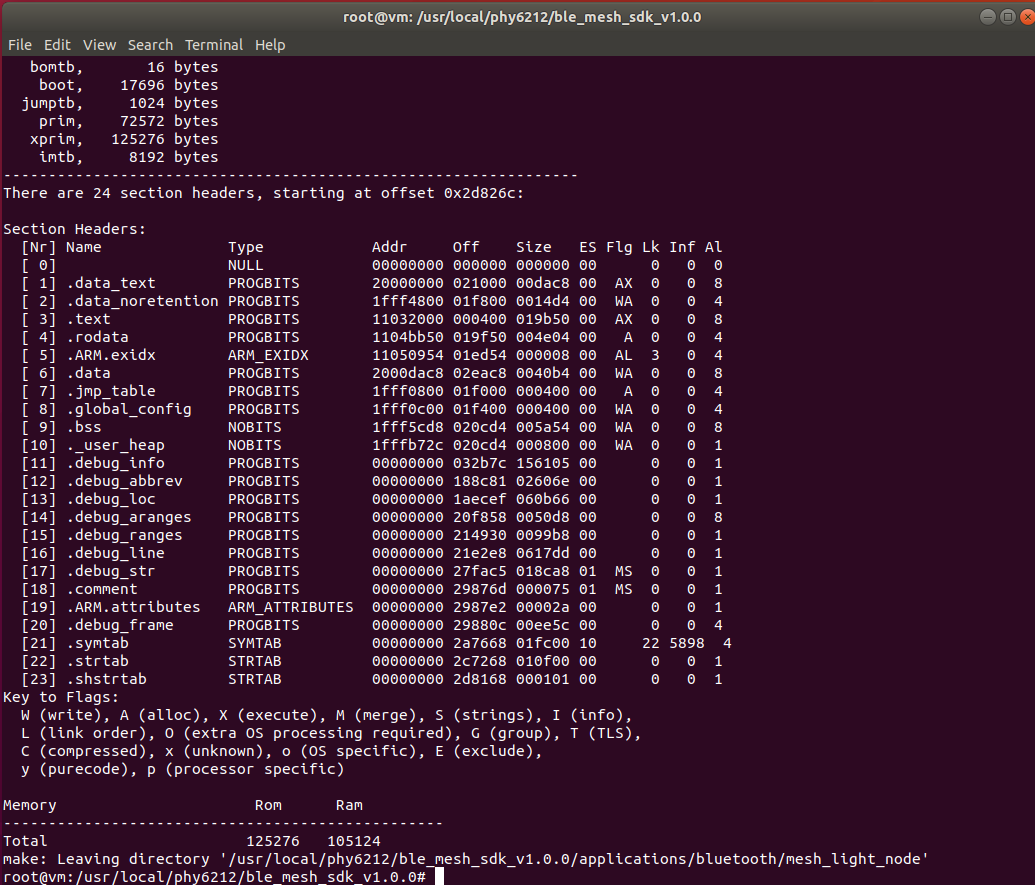 root@vm: /usr/local/phy6212/ble_mesh_sdk_v1.0.0
File Edit View Search Terminal Help
bomtb, 16 bytes
boot, 17696 bytes
jumptb, 1024 bytes
prim, 72572 bytes
xprim, 125276 bytes
imtb, 8192 bytes
----------------------------------------------------------------
There are 24 section headers, starting at offset 0x2d826c:
Section Headers:
[Nr] Name Type Addr Off Size ES Flg Lk Inf Al
[ 0] NULL 00000000 000000 000000 00 0 0 0
[ 1] .data_text PROGBITS 20000000 021000 00dac8 00 AX 0 0 8
[ 2] .data_noretention PROGBITS 1fff4800 01f800 0014d4 00 WA 0 0 4
[ 3] .text PROGBITS 11032000 000400 019b50 00 AX 0 0 8
[ 4] .rodata PROGBITS 1104bb50 019f50 004e04 00 A 0 0 4
[ 5] .ARM.exidx ARM_EXIDX 11050954 01ed54 000008 00 AL 3 0 4
[ 6] .data PROGBITS 2000dac8 02eac8 0040b4 00 WA 0 0 8
[ 7] .jmp_table PROGBITS 1fff0800 01f000 000400 00 A 0 0 4
[ 8] .global_config PROGBITS 1fff0c00 01f400 000400 00 WA 0 0 4
[ 9] .bss NOBITS 1fff5cd8 020cd4 005a54 00 WA 0 0 8
[10] ._user_heap NOBITS 1fffb72c 020cd4 000800 00 WA 0 0 1
[11] .debug_info PROGBITS 00000000 032b7c 156105 00 0 0 1
[12] .debug_abbrev PROGBITS 00000000 188c81 02606e 00 0 0 1
[13] .debug_loc PROGBITS 00000000 1aecef 060b66 00 0 0 1
[14] .debug_aranges PROGBITS 00000000 20f858 0050d8 00 0 0 8
[15] .debug_ranges PROGBITS 00000000 214930 0099b8 00 0 0 1
[16] .debug_line PROGBITS 00000000 21e2e8 0617dd 00 0 0 1
[17] .debug_str PROGBITS 00000000 27fac5 018ca8 01 MS 0 0 1
[18] .comment PROGBITS 00000000 29876d 000075 01 MS 0 0 1
[19] .ARM.attributes ARM_ATTRIBUTES 00000000 2987e2 00002a 00 0 0 1
[20] .debug_frame PROGBITS 00000000 29880c 00ee5c 00 0 0 4
[21] .symtab SYMTAB 00000000 2a7668 01fc00 10 22 5898 4
[22] .strtab STRTAB 00000000 2c7268 010f00 00 0 0 1
[23] .shstrtab STRTAB 00000000 2d8168 000101 00 0 0 1
Key to Flags:
W (write), A (alloc), X (execute), M (merge), S (strings), I (info),
L (link order), O (extra OS processing required), G (group), T (TLS),
C (compressed), x (unknown), o (OS specific), E (exclude),
y (purecode), p (processor specific)
Memory Rom Ram
-------------------------------------------------
Total 125276 105124
make: Leaving directory '/usr/local/phy6212/ble_mesh_sdk_v1.0.0/applications/bluetooth/mesh_light_node'
root@vm:/usr/local/phy6212/ble_mesh_sdk_v1.0.0#